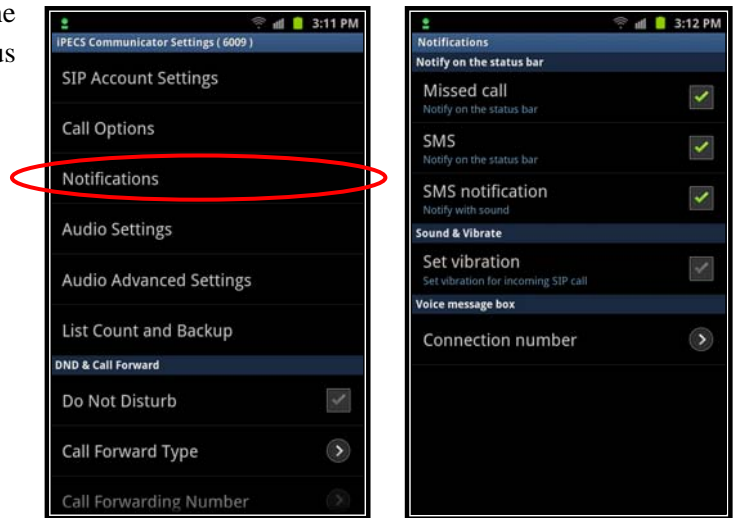 3:11 PM
iPECS Communicator Settings ( 6009 )
SIP Account Settings
Call Options
Notifications
Audio Settings
Audio Advanced Settings
List Count and Backup
DND & Call Forward
Do Not Disturb
Call Forward Type
Call Forwarding Number
3:12 PM
Notifications
Notify on the status bar
Missed call
Notify on the status bar
SMS
Notify on the status bar
SMS notification
Notify with sound
Sound & Vibrate
Set vibration
Set vibration for incoming SIP call
Voice message box
Connection number